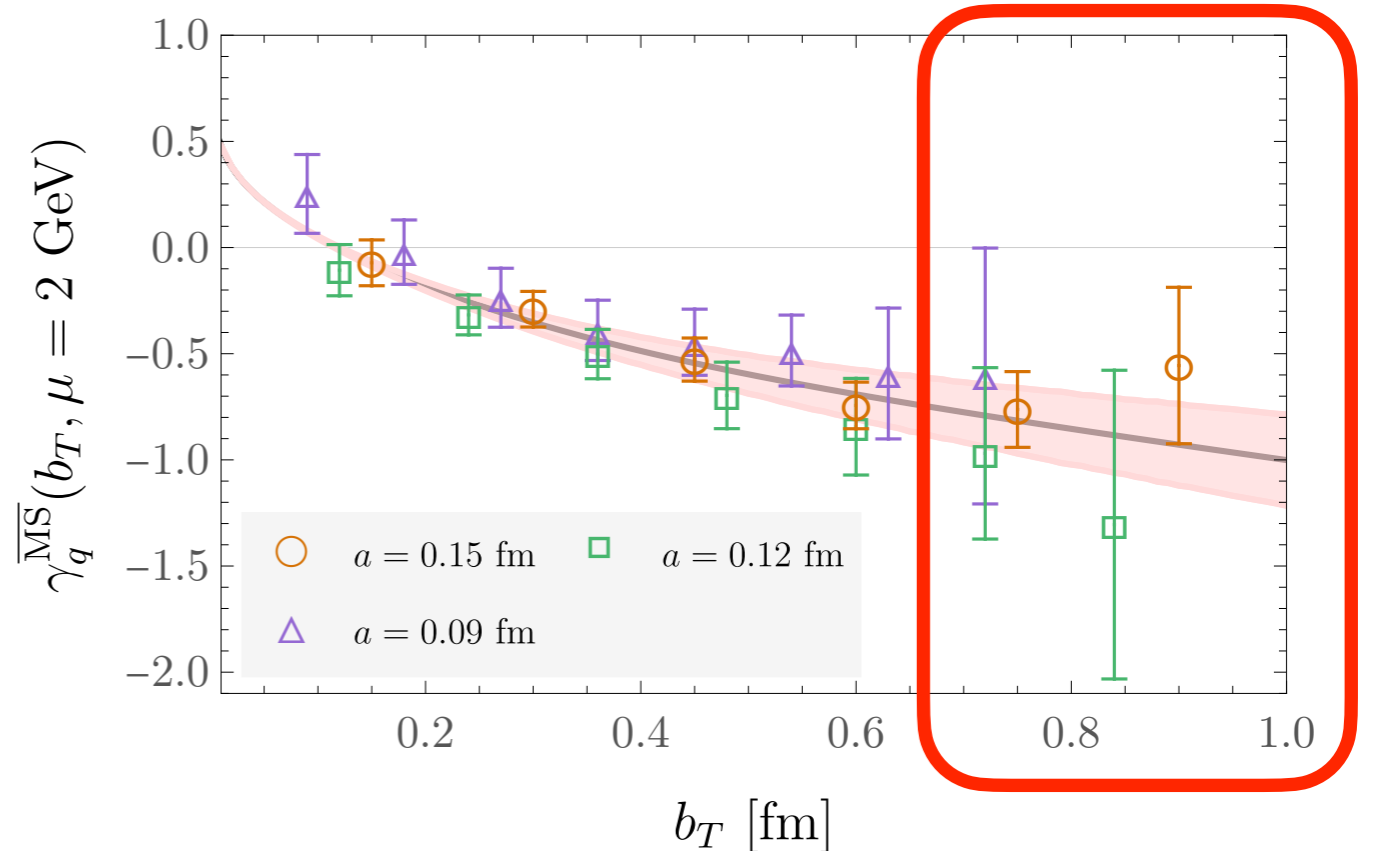 1.0
0.5
0.0
−0.5
−1.0
−1.5
−2.0
γ_q^{\overline{MS}}(b_T, μ = 2 GeV)
a = 0.15 fm
a = 0.12 fm
a = 0.09 fm
0.2 0.4 0.6 0.8 1.0
b_T [fm]